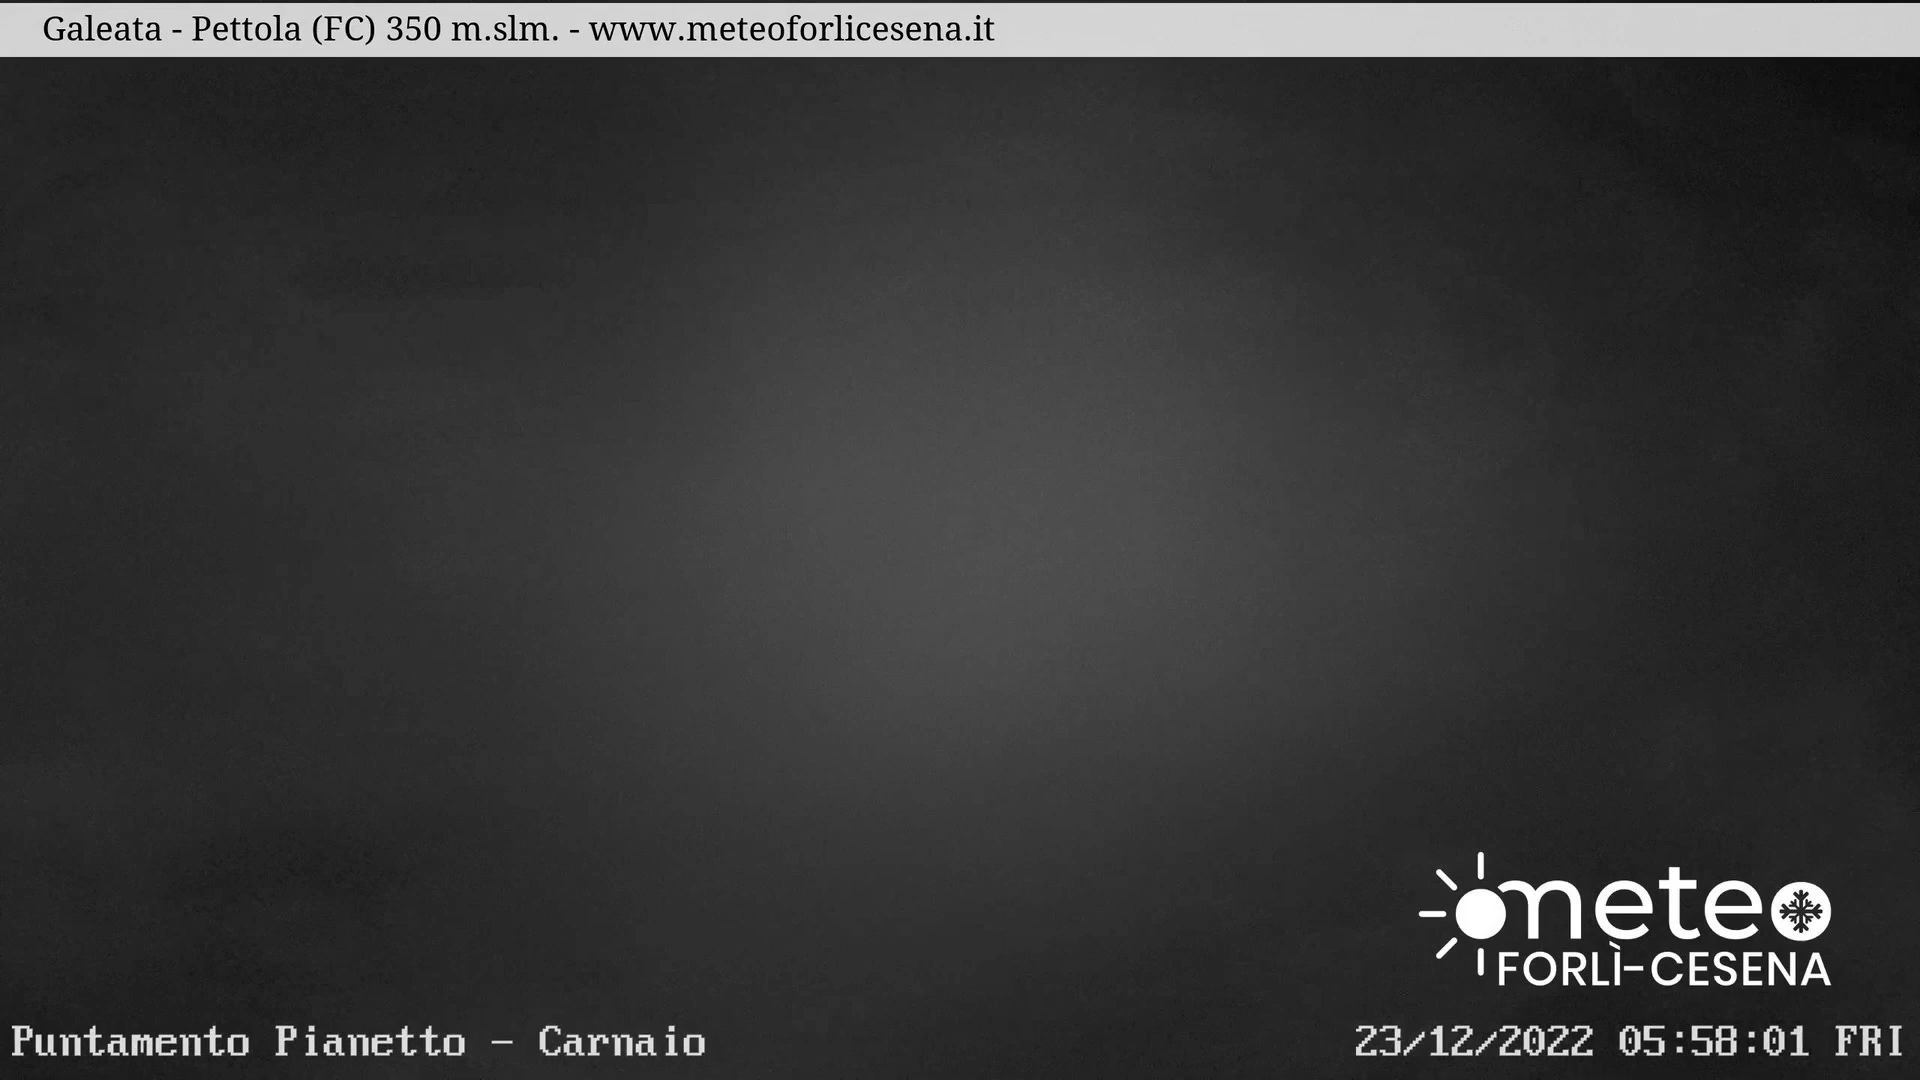 Galeata - Pettola (FC) 350 m.slm. - www.meteoforlicesena.it
meteo
FORLÌ-CESENA
Puntamento Pianetto - Carnaio
23/12/2022 05:58:01 FRI